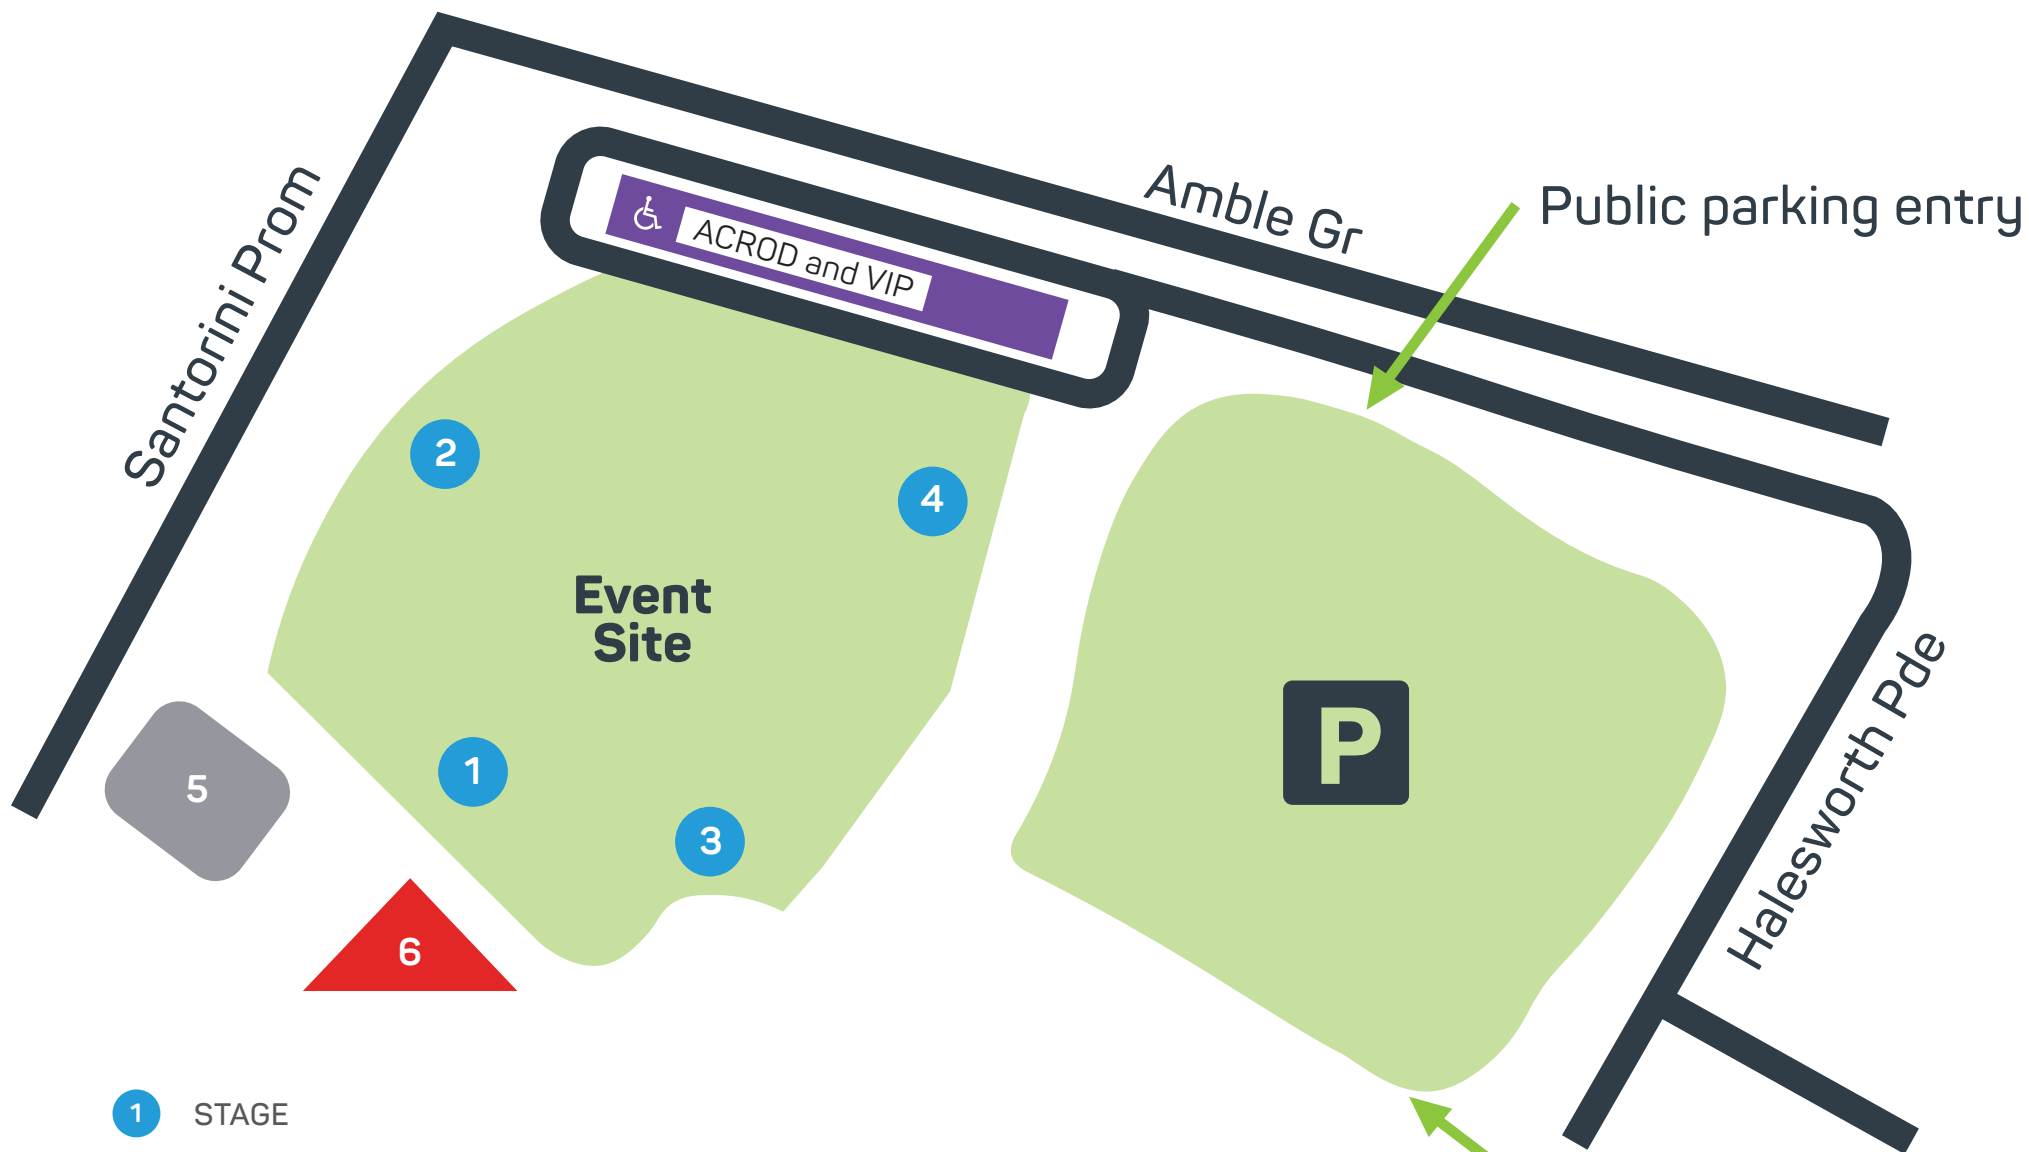 Amble Gr
Public parking entry
Santorini Prom
ACROD and VIP
2
4
Event
Site
P
5
1
3
Halesworth Pde
6
1 STAGE